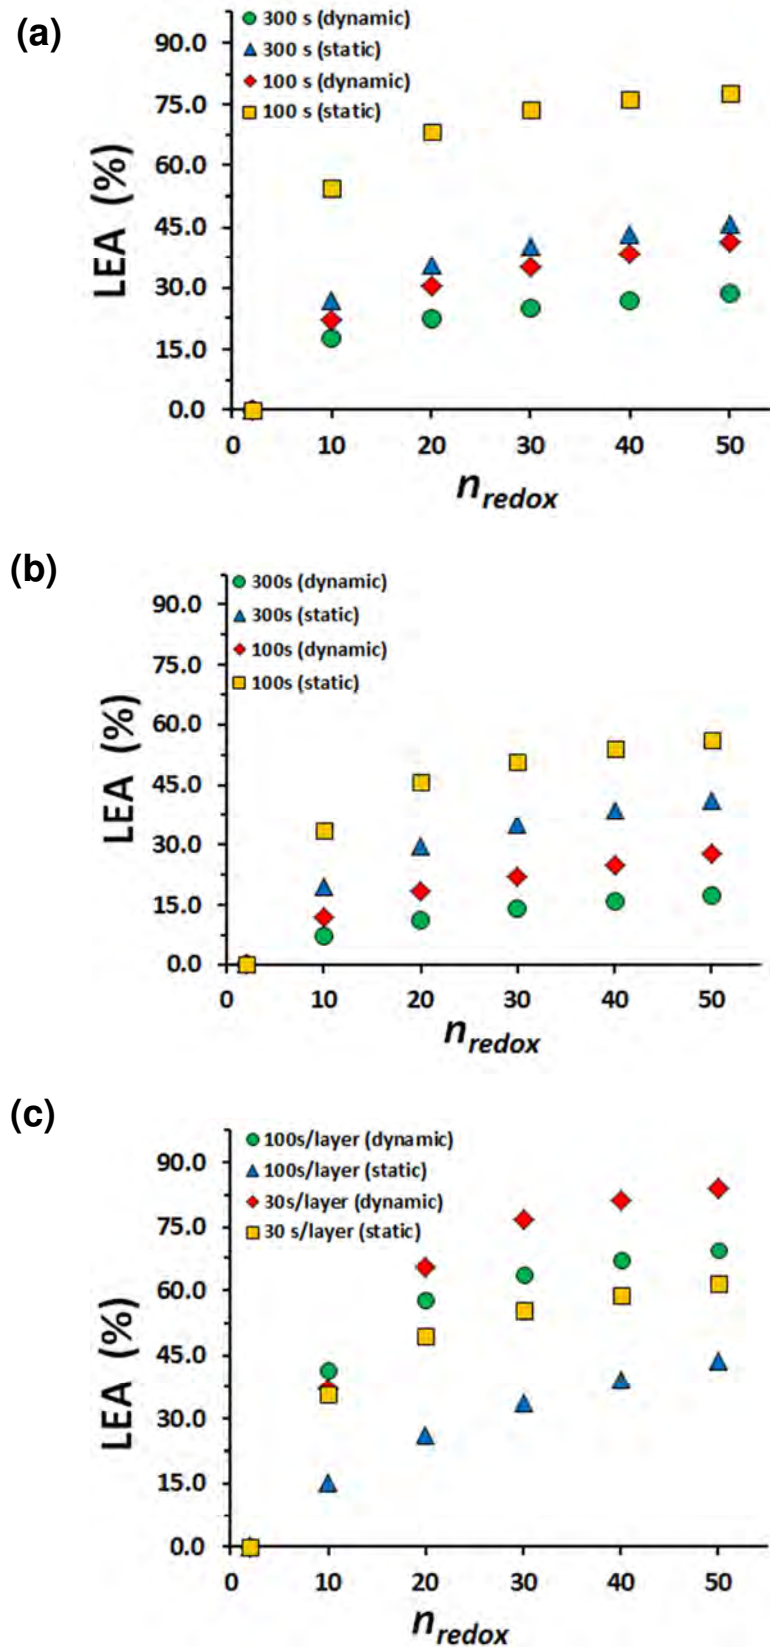 (a)
300 s (dynamic)
300 s (static)
100 s (dynamic)
100 s (static)
90.0
75.0
60.0
45.0
30.0
15.0
0.0
LEA (%)
0 10 20 30 40 50
n redox
(b)
300s (dynamic)
300s (static)
100s (dynamic)
100s (static)
90.0
75.0
60.0
45.0
30.0
15.0
0.0
LEA (%)
0 10 20 30 40 50
n redox
(c)
100s/layer (dynamic)
100s/layer (static)
30s/layer (dynamic)
30 s/layer (static)
90.0
75.0
60.0
45.0
30.0
15.0
0.0
LEA (%)
0 10 20 30 40 50
n redox